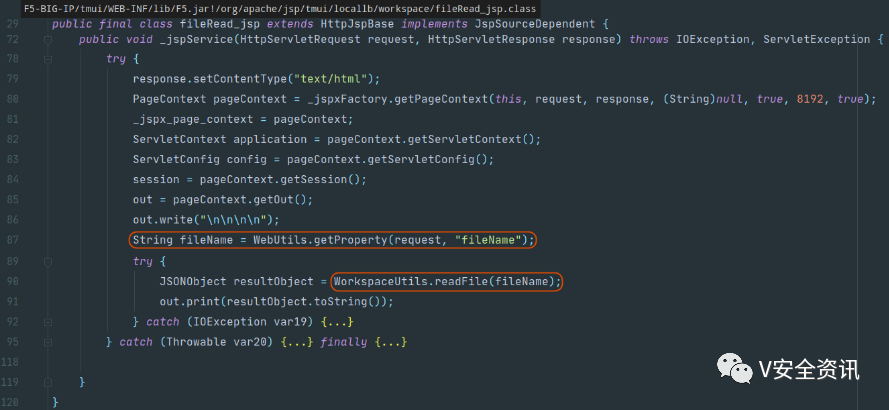 F5-BIG-IP/tmui/WEB-INF/lib/F5.jar!/org/apache/jsp/tmui/locallb/workspace/fileRead_jsp.class
29 public final class fileRead_jsp extends HttpJspBase implements JspSourceDependent {
72 public void _jspService(HttpServletRequest request, HttpServletResponse response) throws IOException, ServletException {
78 try {
79 response.setContentType("text/html");
80 PageContext pageContext = _jspxFactory.getPageContext(this, request, response, (String)null, true, 8192, true);
81 _jspx_page_context = pageContext;
82 ServletContext application = pageContext.getServletContext();
83 ServletConfig config = pageContext.getServletConfig();
84 session = pageContext.getSession();
85 out = pageContext.getOut();
86 out.write("\n\n\n\n");
87 String fileName = WebUtils.getProperty(request, "fileName");
89 try {
90 JSONObject resultObject = WorkspaceUtils.readFile(fileName);
91 out.print(resultObject.toString());
92 } catch (IOException var19) {...}
95 } catch (Throwable var20) {...} finally {...}
118
119 }
120 }
V安全资讯